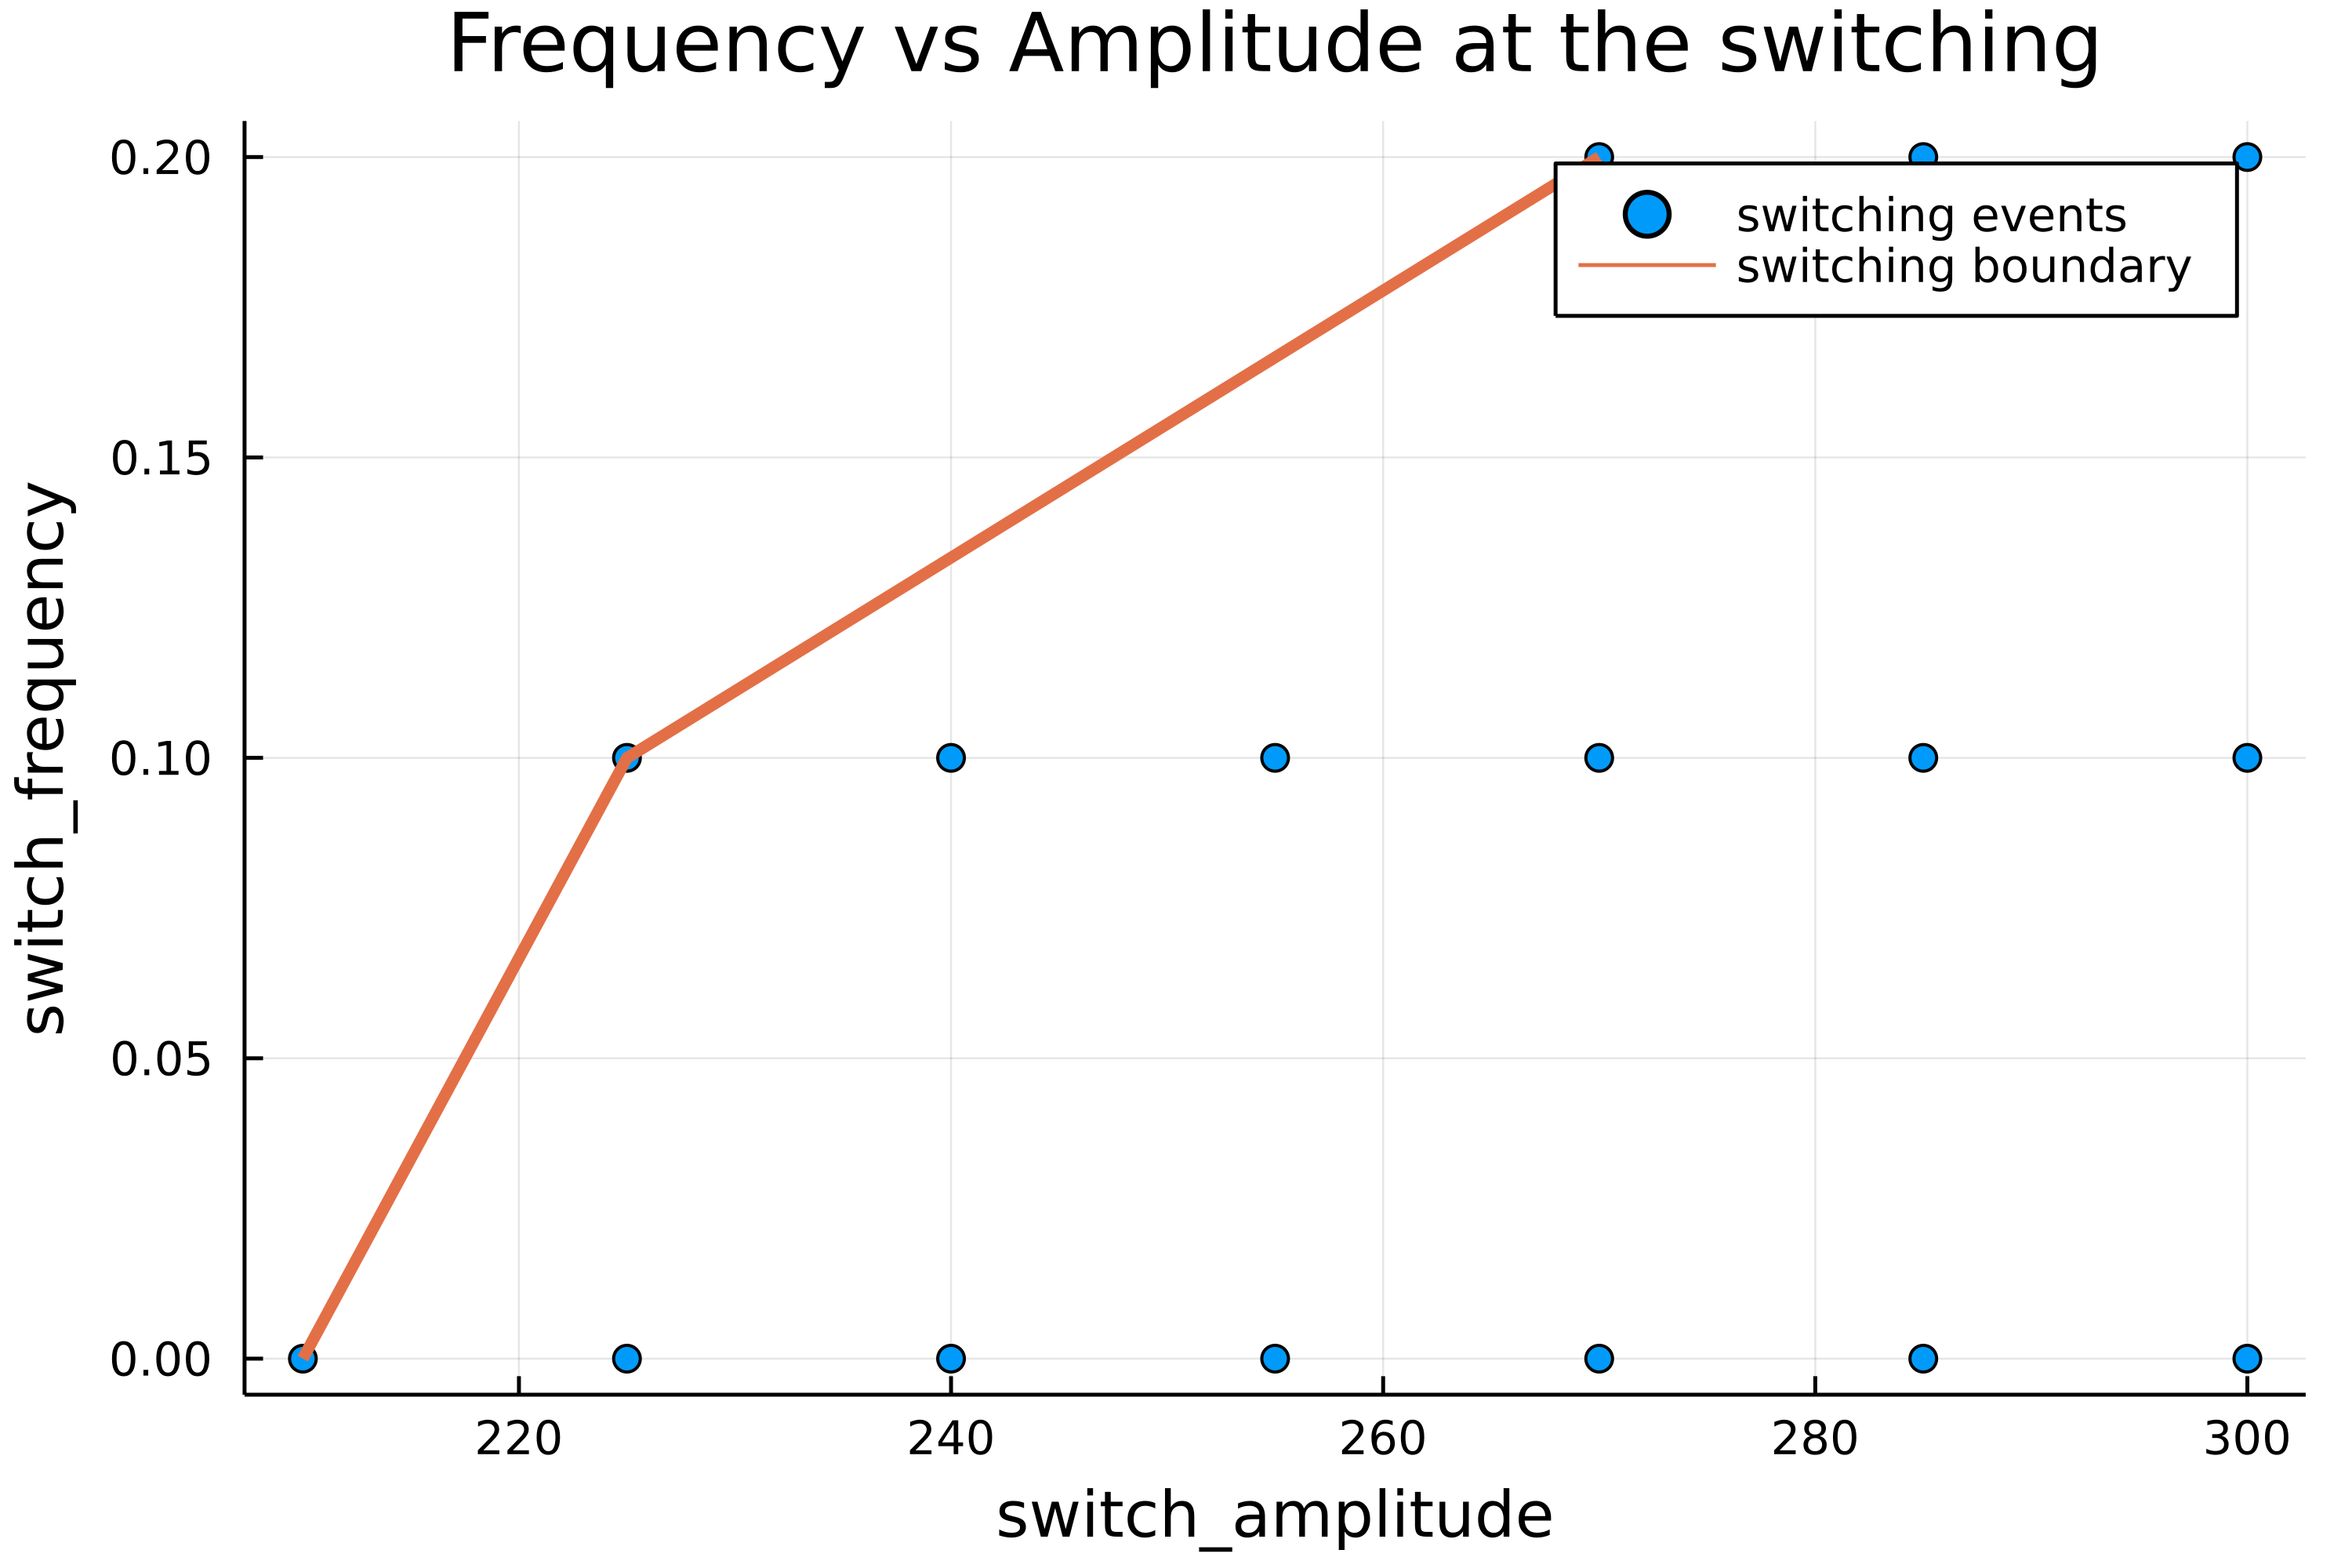 Frequency vs Amplitude at the switching
switch_frequency
0.20
0.15
0.10
0.05
0.00
switching events
switching boundary
220
240
260
280
300
switch_amplitude